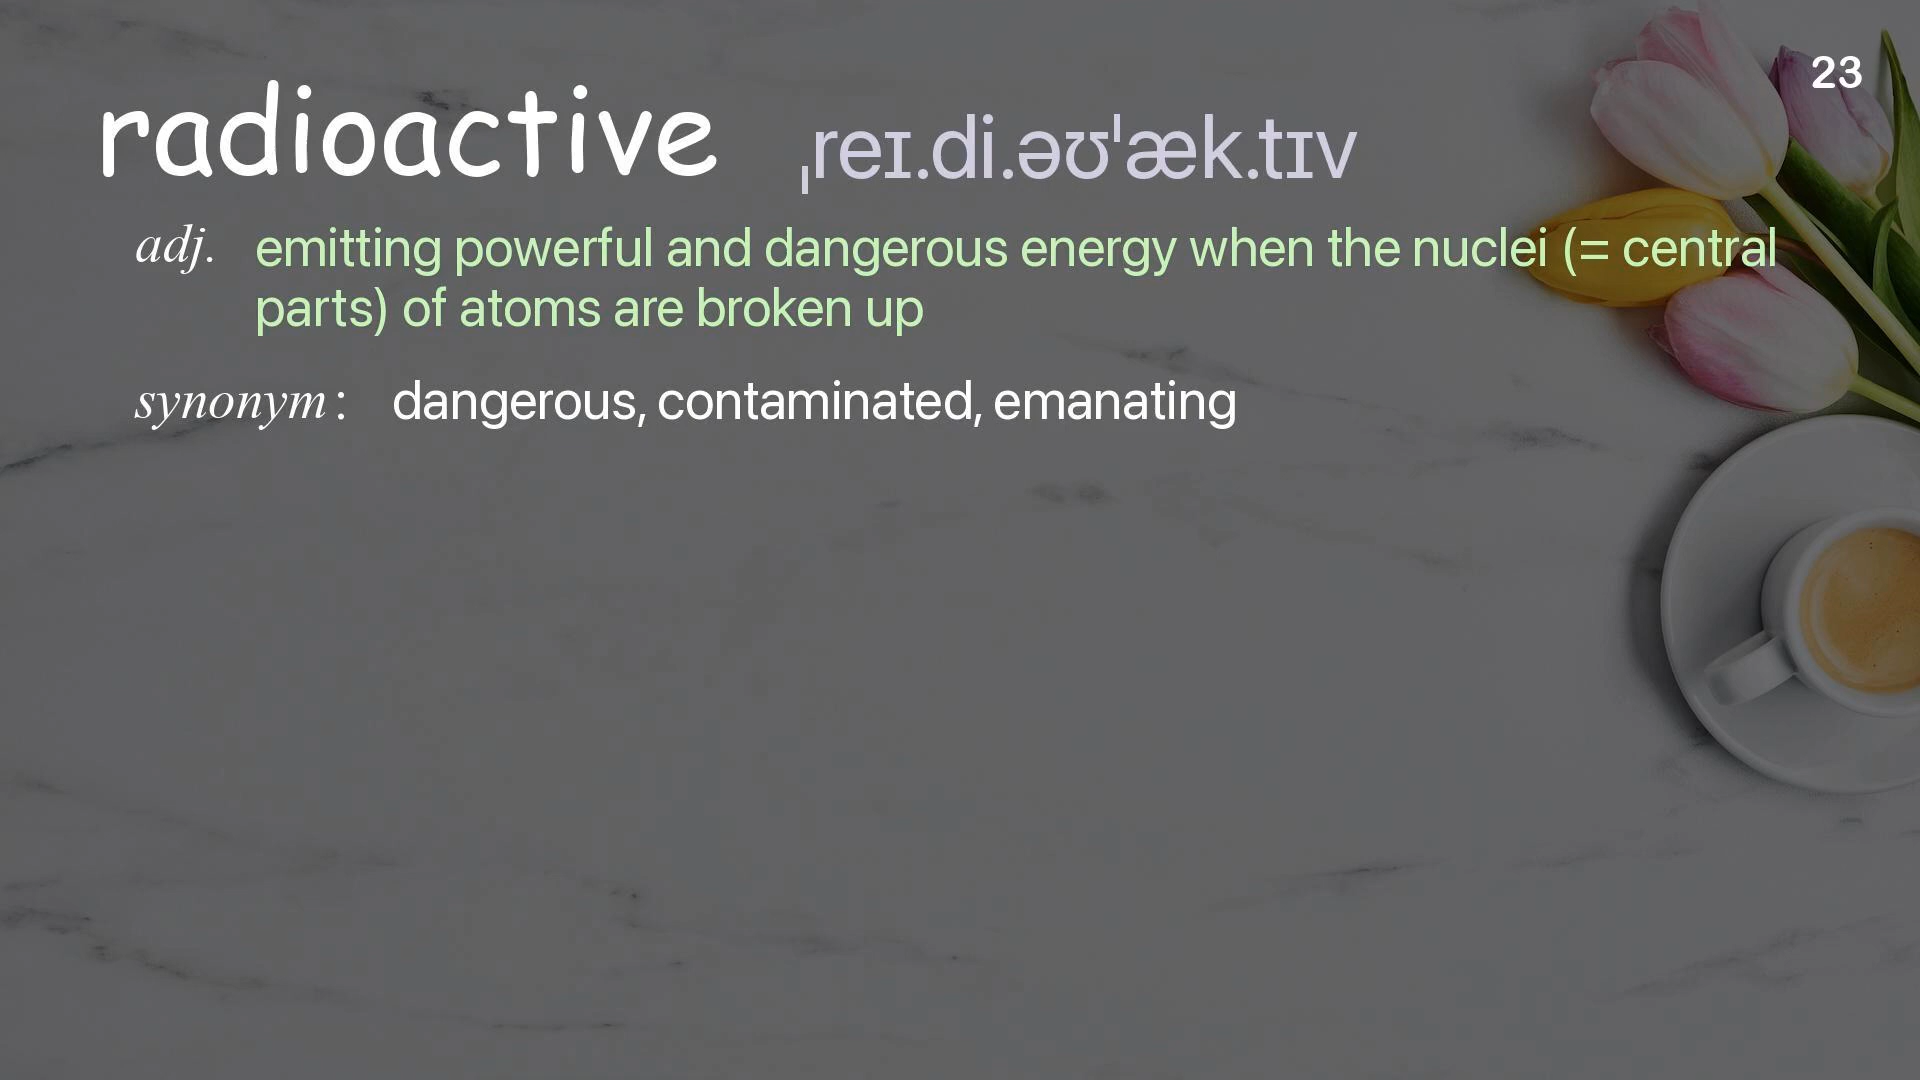 23
radioactive ˌreɪ.di.əʊˈæk.tɪv
adj. emitting powerful and dangerous energy when the nuclei (= central
parts) of atoms are broken up
synonym: dangerous, contaminated, emanating